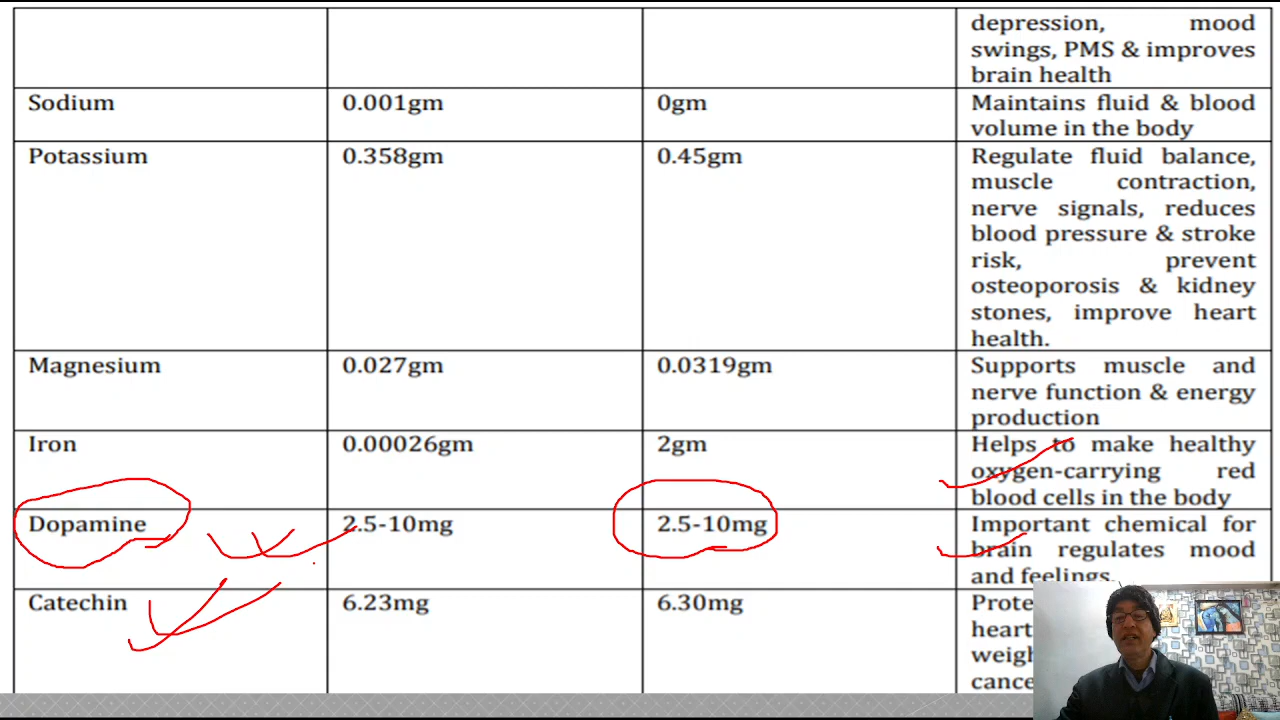 depression, mood
swings, PMS & improves
brain health
Sodium 0.001gm 0gm Maintains fluid & blood
volume in the body
Potassium 0.358gm 0.45gm Regulate fluid balance,
muscle contraction,
nerve signals, reduces
blood pressure & stroke
risk, prevent
osteoporosis & kidney
stones, improve heart
health.
Magnesium 0.027gm 0.0319gm Supports muscle and
nerve function & energy
production
Iron 0.00026gm 2gm Helps to make healthy
oxygen-carrying red
blood cells in the body
Dopamine 2.5-10mg 2.5-10mg Important chemical for
brain regulates mood
and feelings.
Catechin 6.23mg 6.30mg
heart